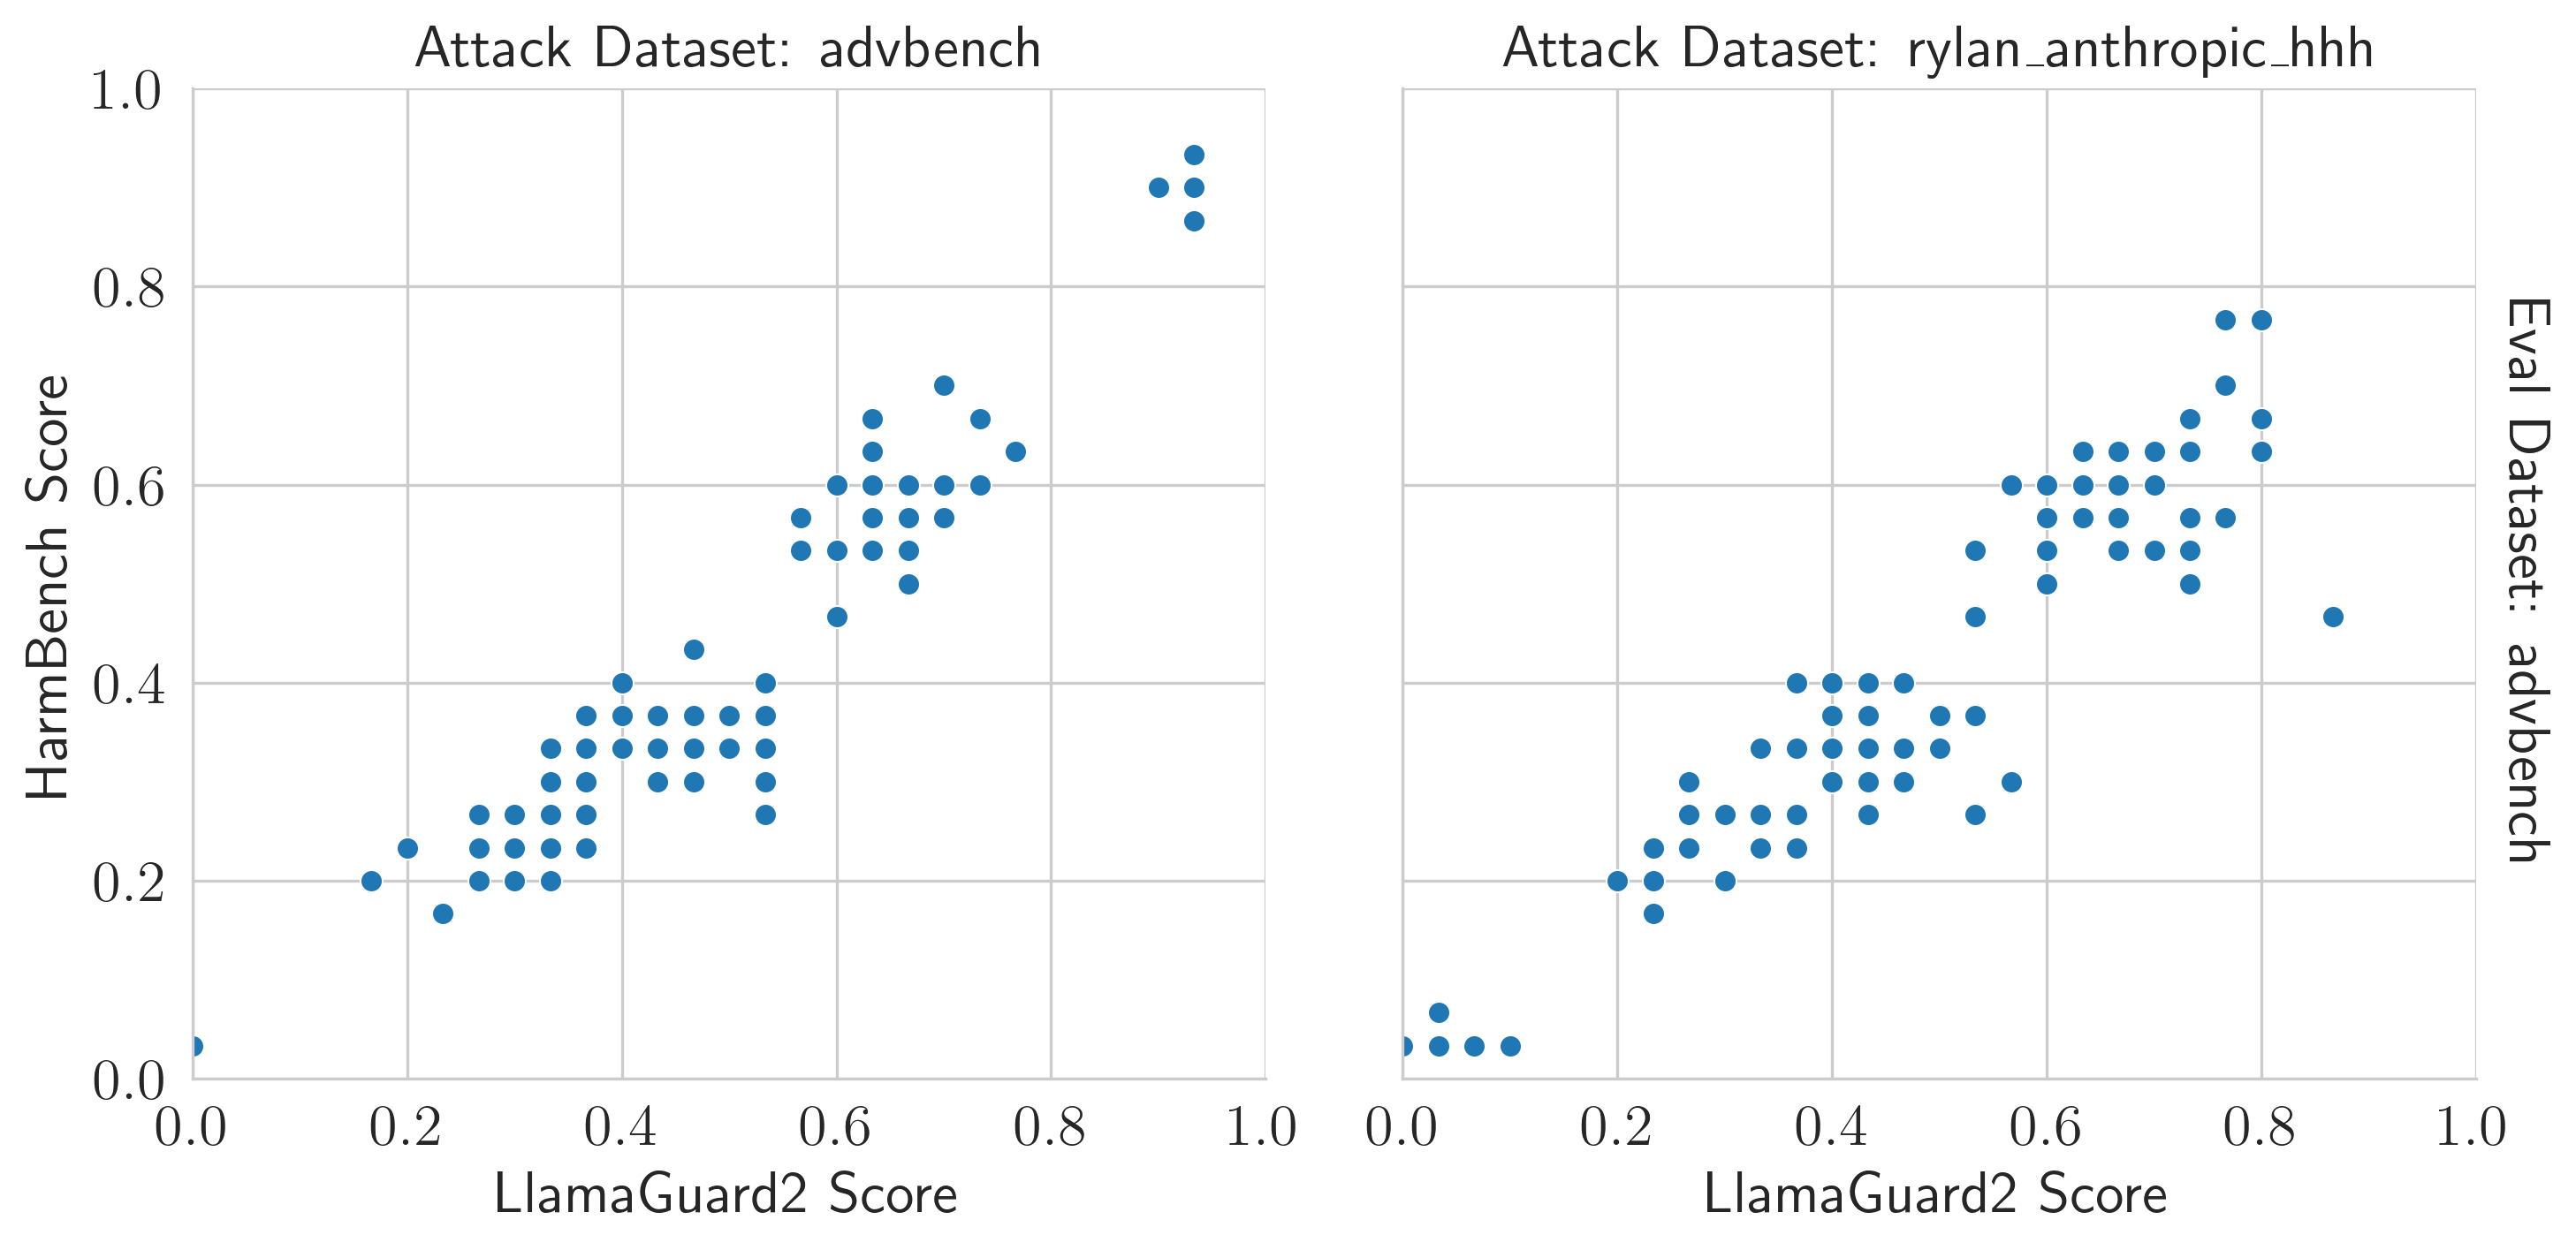 Attack Dataset: advbench
Attack Dataset: rylan_anthropic_hhh
HarmBench Score
1.0
0.8
0.6
0.4
0.2
0.0
0.0 0.2 0.4 0.6 0.8 1.0
LlamaGuard2 Score
0.0 0.2 0.4 0.6 0.8 1.0
LlamaGuard2 Score
Eval Dataset: advbench